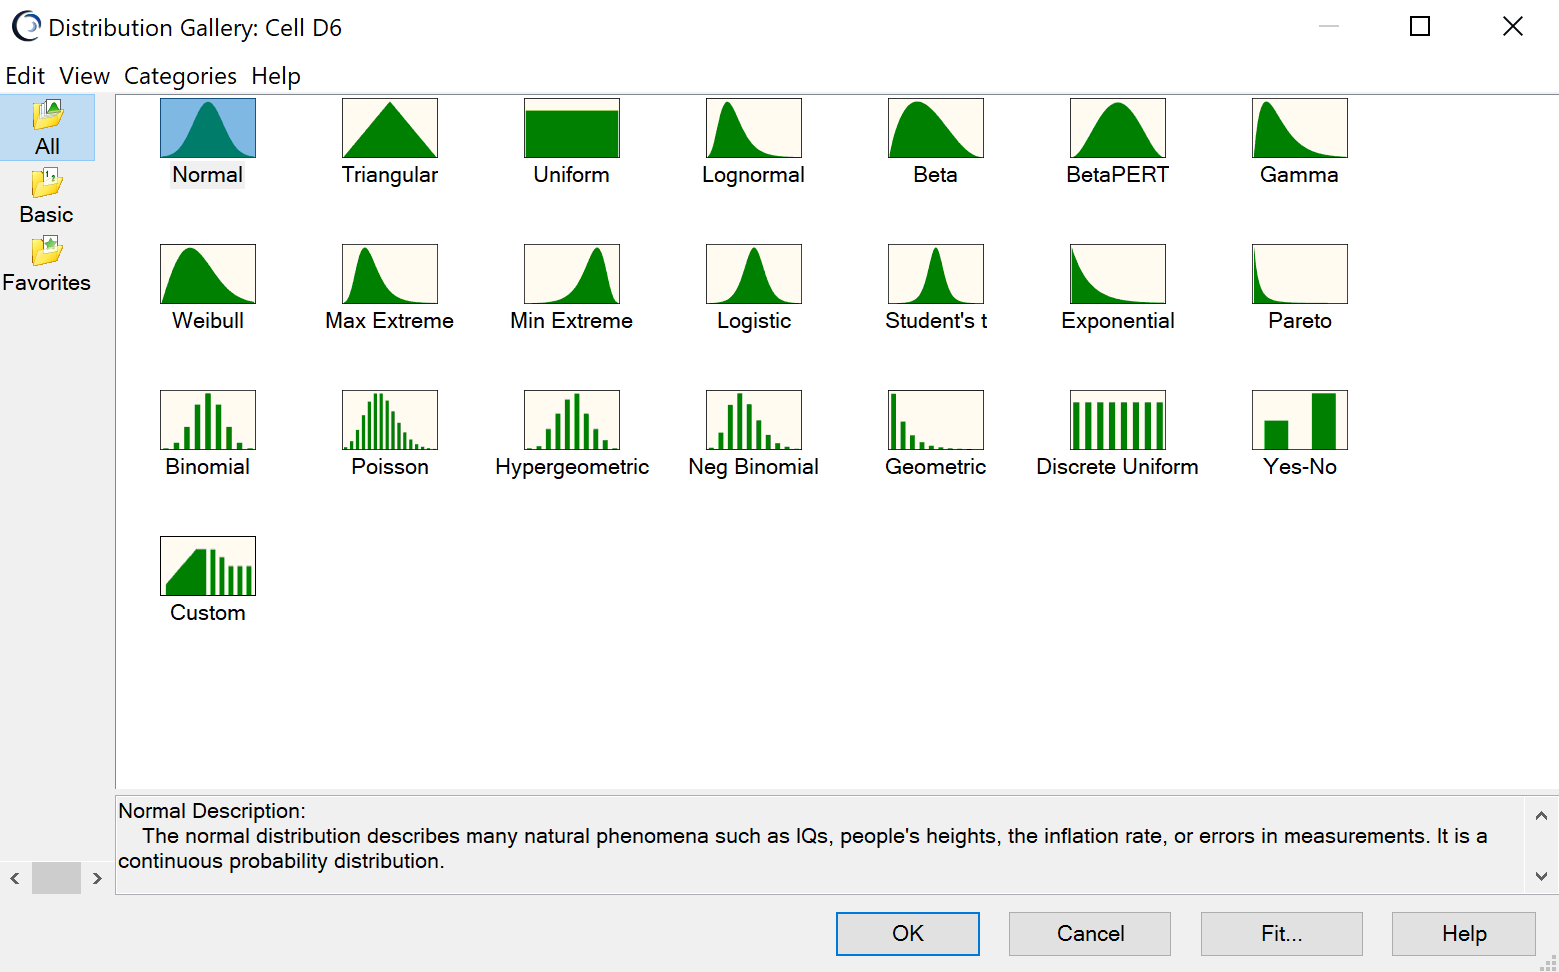 Distribution Gallery: Cell D6
Edit View Categories Help
All
Basic
Favorites
Normal Triangular Uniform Lognormal Beta BetaPERT Gamma
Weibull Max Extreme Min Extreme Logistic Student's t Exponential Pareto
Binomial Poisson Hypergeometric Neg Binomial Geometric Discrete Uniform Yes-No
Custom
Normal Description:
The normal distribution describes many natural phenomena such as IQs, people's heights, the inflation rate, or errors in measurements. It is a
continuous probability distribution.
OK Cancel Fit... Help